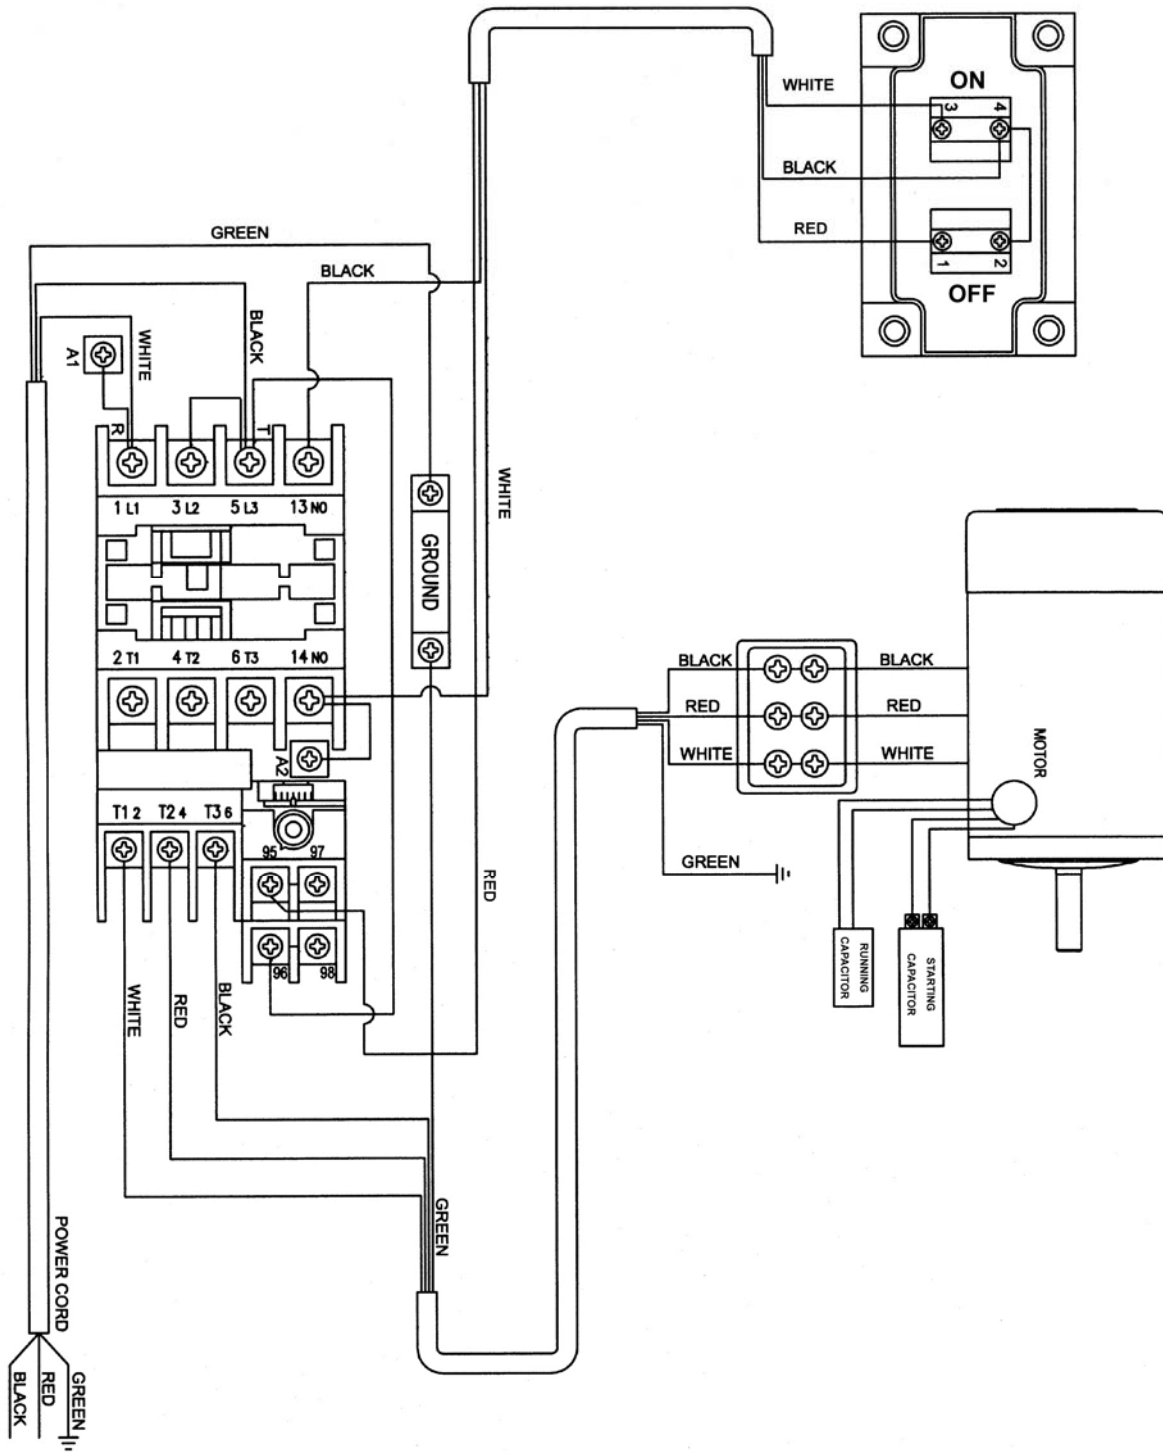 WHITE
ON
3 4
BLACK
RED
1 2
OFF
GREEN
BLACK
BLACK
WHITE
A1
R
T
WHITE
1 L1 3 L2 5 L3 13 NO
GROUND
2 T1 4 T2 6 T3 14 NO
A2
T1 2 T2 4 T3 6
95 97
96 98
RED
WHITE
RED
BLACK
GREEN
BLACK BLACK
RED RED
WHITE WHITE
GREEN
MOTOR
RUNNING
CAPACITOR
STARTING
CAPACITOR
POWER CORD
GREEN
RED
BLACK